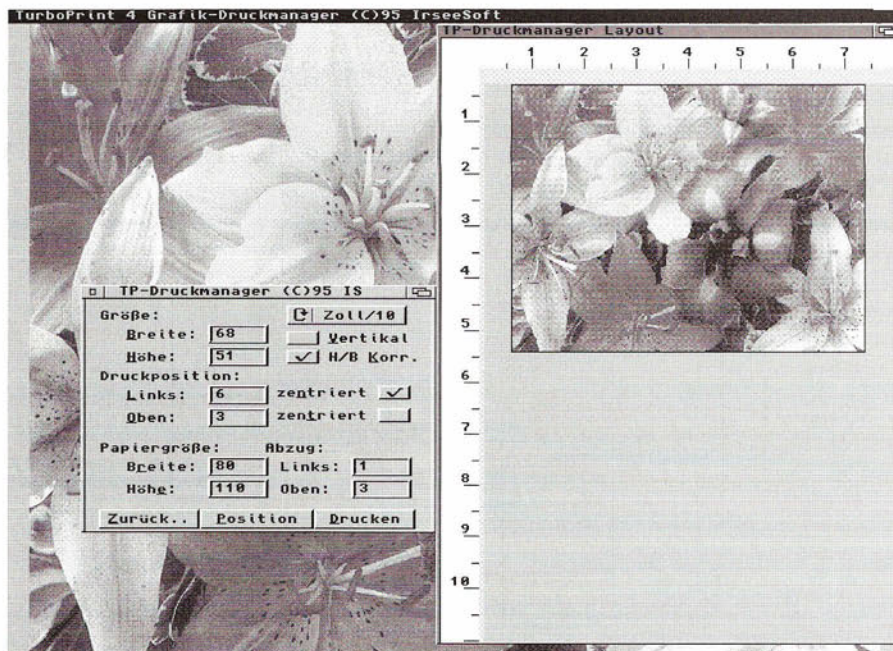 TurboPrint 4 Grafik-Druckmanager (C)95 IrseeSoft
TP-Druckmanager Layout
1 2 3 4 5 6 7
1
2
3
4
5
6
7
8
9
10
TP-Druckmanager (C)95 IS
Größe: Zoll/10
Breite: 68 Vertikal
Höhe: 51 H/B Korr.
Druckposition:
Links: 6 zentriert
Oben: 3 zentriert
Papiergröße: Abzug:
Breite: 80 Links: 1
Höhe: 110 Oben: 3
Zurück.. Position Drucken